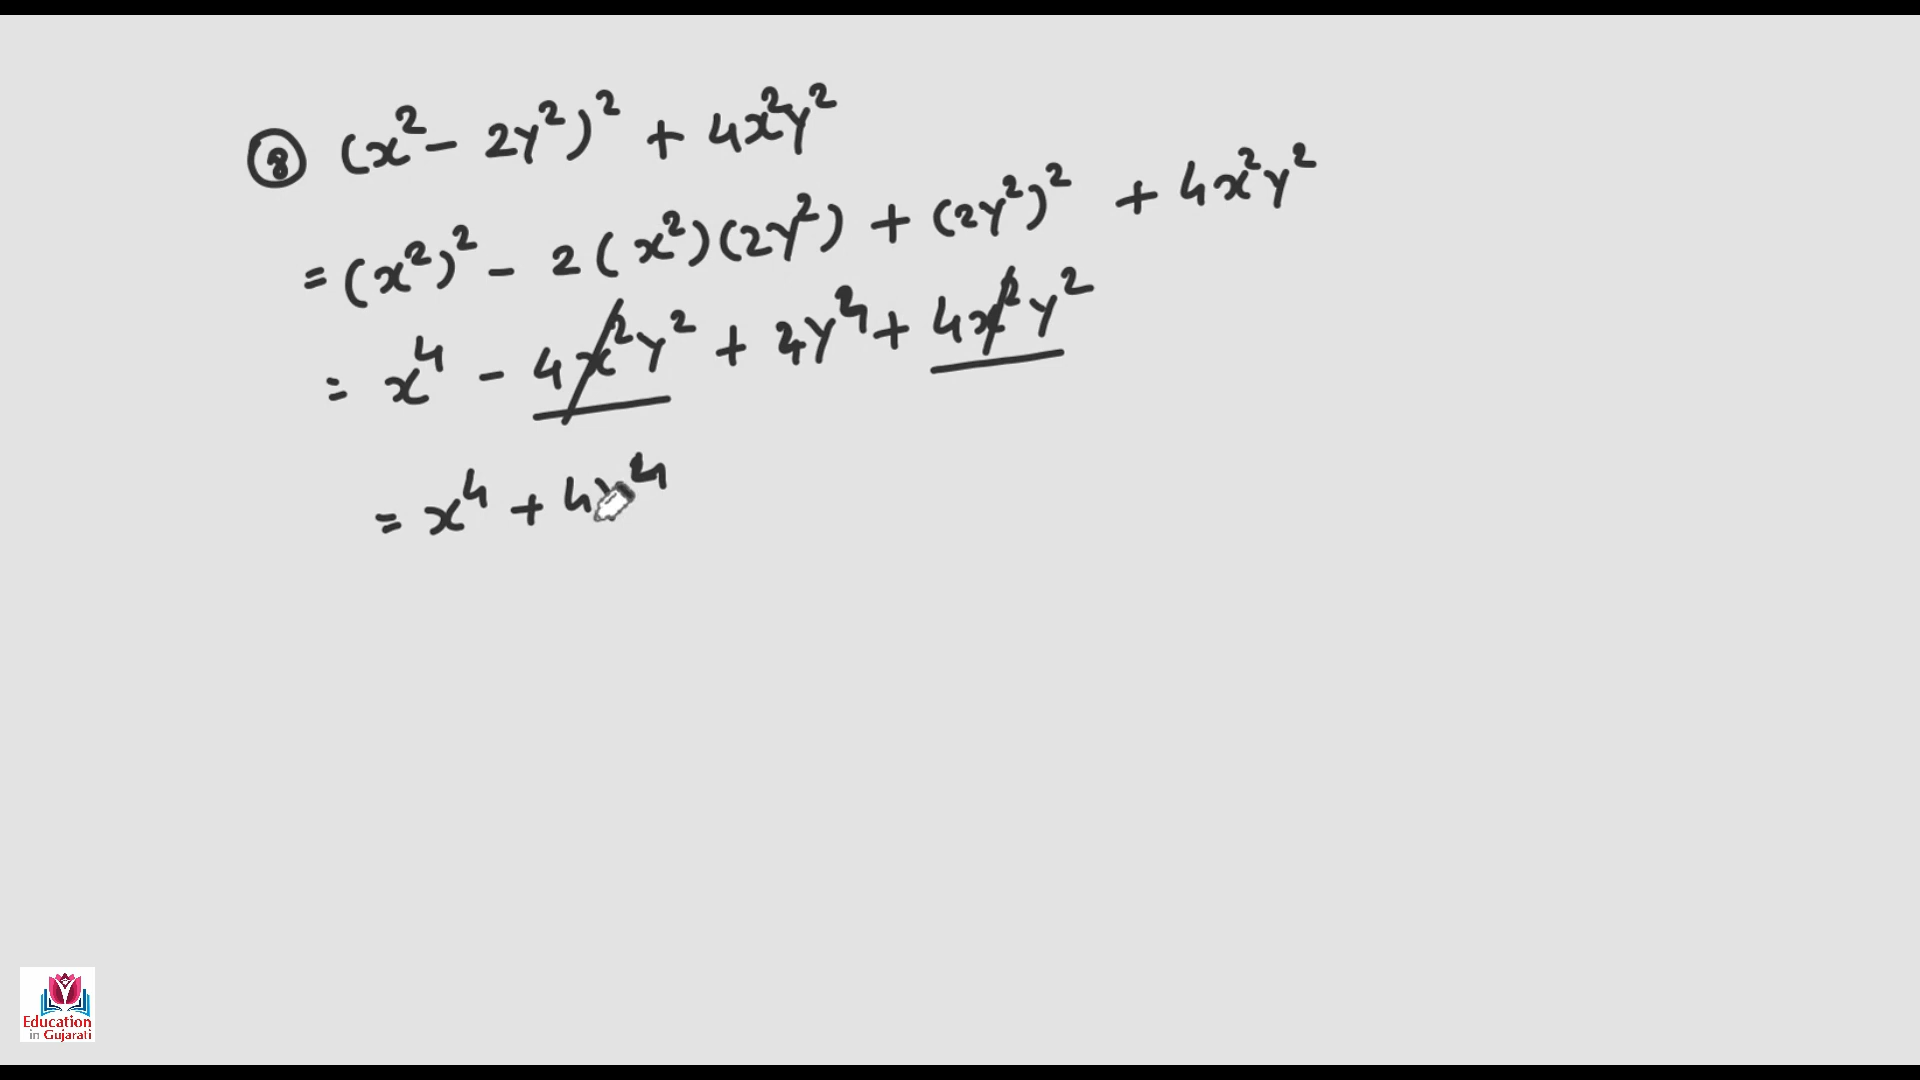 ⑧ (x² - 2y²)² + 4x²y²
= (x²)² - 2(x²)(2y²) + (2y²)² + 4x²y²
= x⁴ - 4x²y² + 4y⁴ + 4x²y²
= x⁴ + 4y⁴
Education
in Gujarati